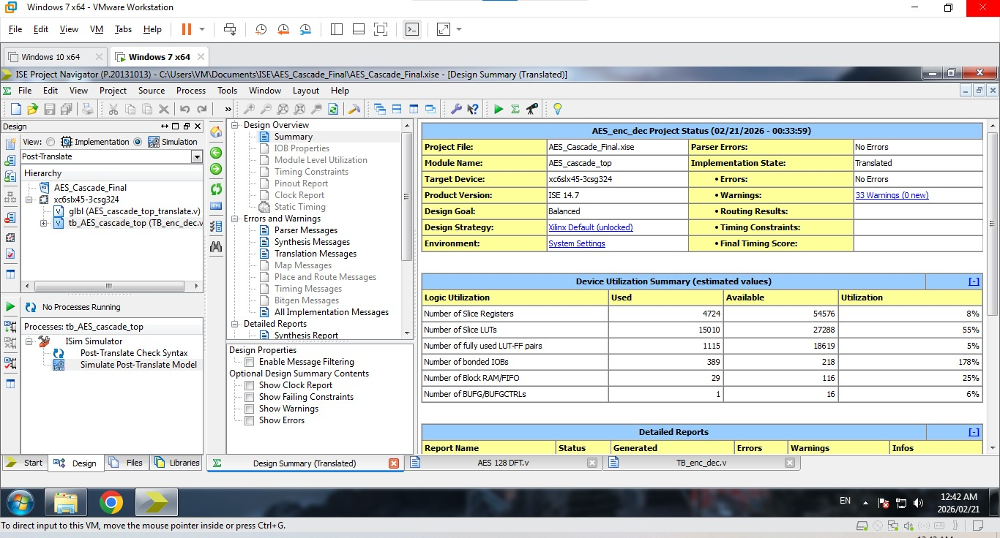 Windows 7 x64 - VMware Workstation
File Edit View VM Tabs Help
Windows 10 x64 Windows 7 x64
ISE Project Navigator (P.20131013) - C:\Users\VM\Documents\ISE\AES_Cascade_Final\AES_Cascade_Final.xise - [Design Summary (Translated)]
File Edit View Project Source Process Tools Window Layout Help
Design
View: Implementation Simulation
Post-Translate
Hierarchy
AES_Cascade_Final
xc6slx45-3csg324
glbl (AES_cascade_top_translate.v)
tb_AES_cascade_top (TB_enc_dec.v
No Processes Running
Processes: tb_AES_cascade_top
ISim Simulator
Post-Translate Check Syntax
Simulate Post-Translate Model
Start Design Files Libraries
Design Overview
Summary
IOB Properties
Module Level Utilization
Timing Constraints
Pinout Report
Clock Report
Static Timing
Errors and Warnings
Parser Messages
Synthesis Messages
Translation Messages
Map Messages
Place and Route Messages
Timing Messages
Bitgen Messages
All Implementation Messages
Detailed Reports
Synthesis Report
Design Properties
Enable Message Filtering
Optional Design Summary Contents
Show Clock Report
Show Failing Constraints
Show Warnings
Show Errors
AES_enc_dec Project Status (02/21/2026 - 00:33:59)
Project File: AES_Cascade_Final.xise Parser Errors: No Errors
Module Name: AES_cascade_top Implementation State: Translated
Target Device: xc6slx45-3csg324 • Errors: No Errors
Product Version: ISE 14.7 • Warnings: 33 Warnings (0 new)
Design Goal: Balanced • Routing Results:
Design Strategy: Xilinx Default (unlocked) • Timing Constraints:
Environment: System Settings • Final Timing Score:
Device Utilization Summary (estimated values) [-]
Logic Utilization Used Available Utilization
Number of Slice Registers 4724 54576 8%
Number of Slice LUTs 15010 27288 55%
Number of fully used LUT-FF pairs 1115 18619 5%
Number of bonded IOBs 389 218 178%
Number of Block RAM/FIFO 29 116 25%
Number of BUFG/BUFGCTRLs 1 16 6%
Detailed Reports [-]
Report Name Status Generated Errors Warnings Infos
Design Summary (Translated) AES 128 DFT.v TB_enc_dec.v
EN
12:42 AM
2026/02/21
To direct input to this VM, move the mouse pointer inside or press Ctrl+G.